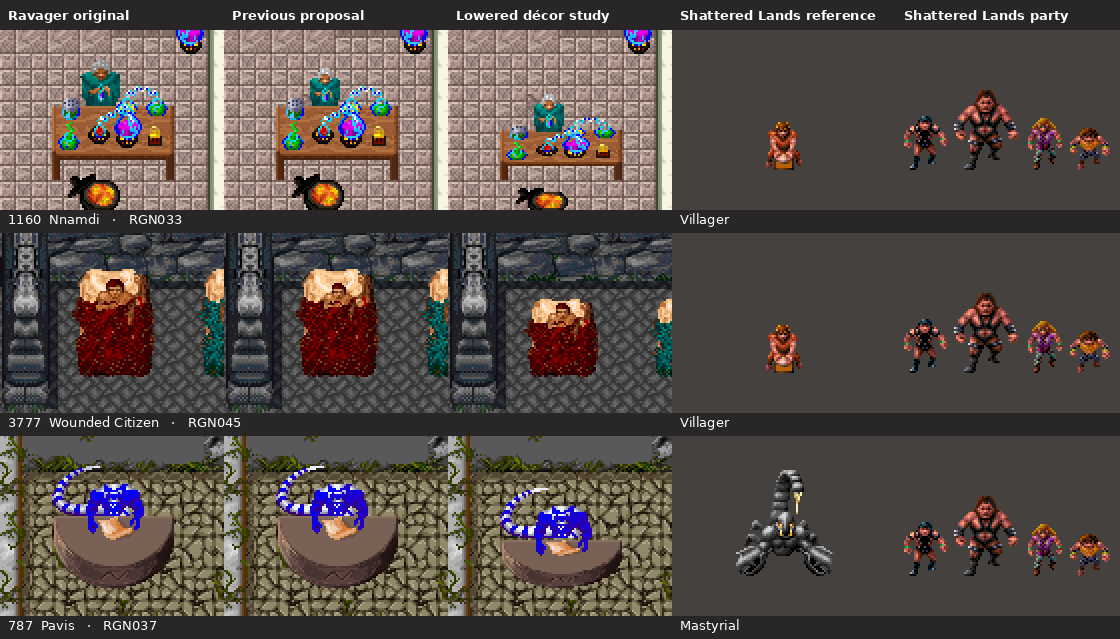 Ravager original
Previous proposal
Lowered décor study
Shattered Lands reference
Shattered Lands party
1160 Nnamdi · RGN033
Villager
3777 Wounded Citizen · RGN045
Villager
787 Pavis · RGN037
Mastyrial